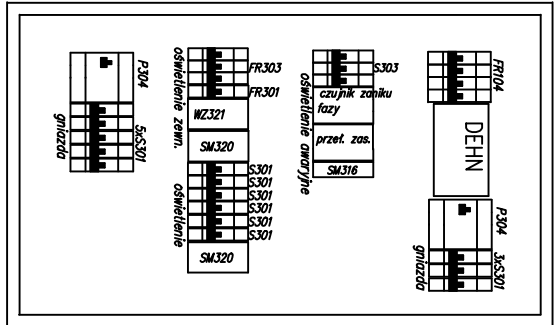 P304
5xS301
gniazda
oświetlenie zewn.
FR303
FR301
WZ321
SM320
oświetlenie
S301
S301
S301
S301
S301
S301
SM320
oświetlenie awaryjne
S303
czujnik zaniku
fazy
przeł. zas.
SM316
FR104
DEHN
P304
3xS301
gniazda